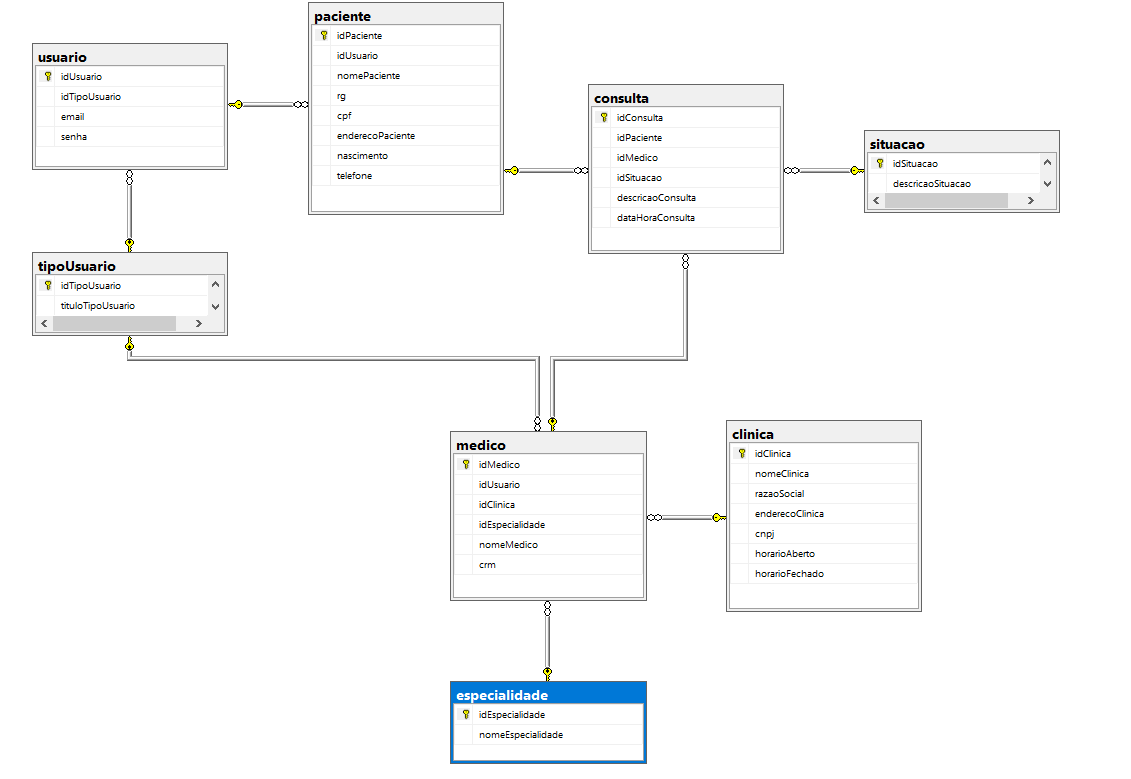 usuario
idUsuario
idTipoUsuario
email
senha
paciente
idPaciente
idUsuario
nomePaciente
rg
cpf
enderecoPaciente
nascimento
telefone
consulta
idConsulta
idPaciente
idMedico
idSituacao
descricaoConsulta
dataHoraConsulta
situacao
idSituacao
descricaoSituacao
tipoUsuario
idTipoUsuario
tituloTipoUsuario
medico
idMedico
idUsuario
idClinica
idEspecialidade
nomeMedico
crm
clinica
idClinica
nomeClinica
razaoSocial
enderecoClinica
cnpj
horarioAberto
horarioFechado
especialidade
idEspecialidade
nomeEspecialidade